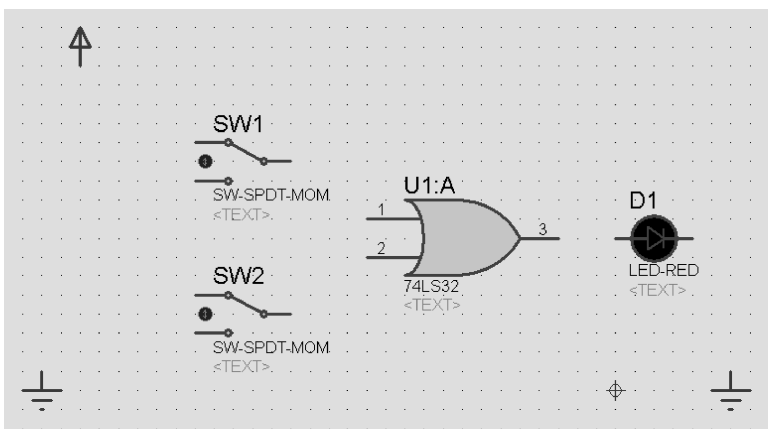 SW1
SW-SPDT-MOM
<TEXT>
U1:A
1
2
3
74LS32
<TEXT>
D1
LED-RED
<TEXT>
SW2
SW-SPDT-MOM
<TEXT>